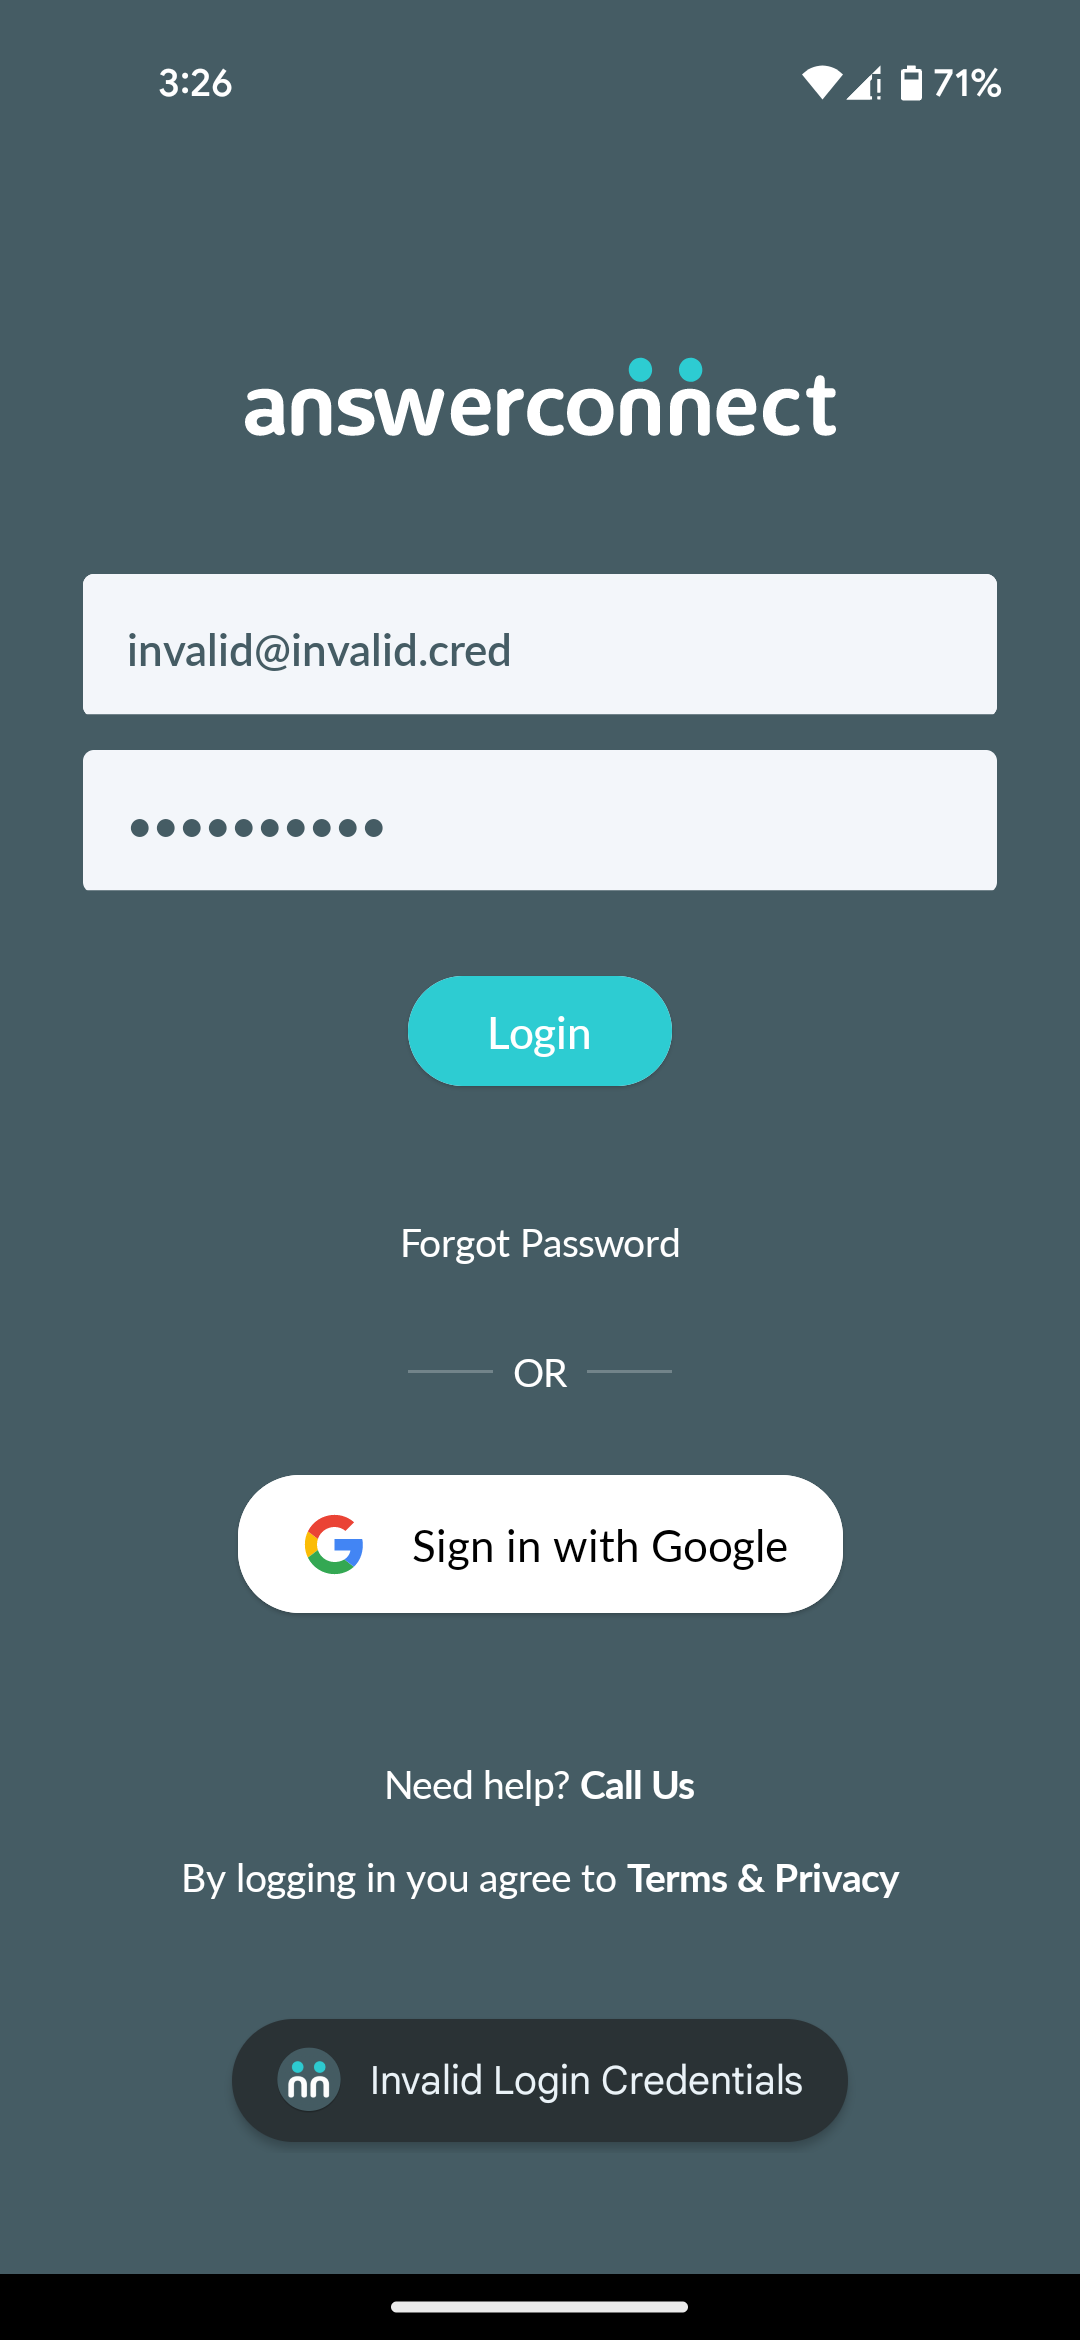 3:26
71%
answerconnect
invalid@invalid.cred
••••••••••
Login
Forgot Password
OR
Sign in with Google
Need help? Call Us
By logging in you agree to Terms & Privacy
Invalid Login Credentials